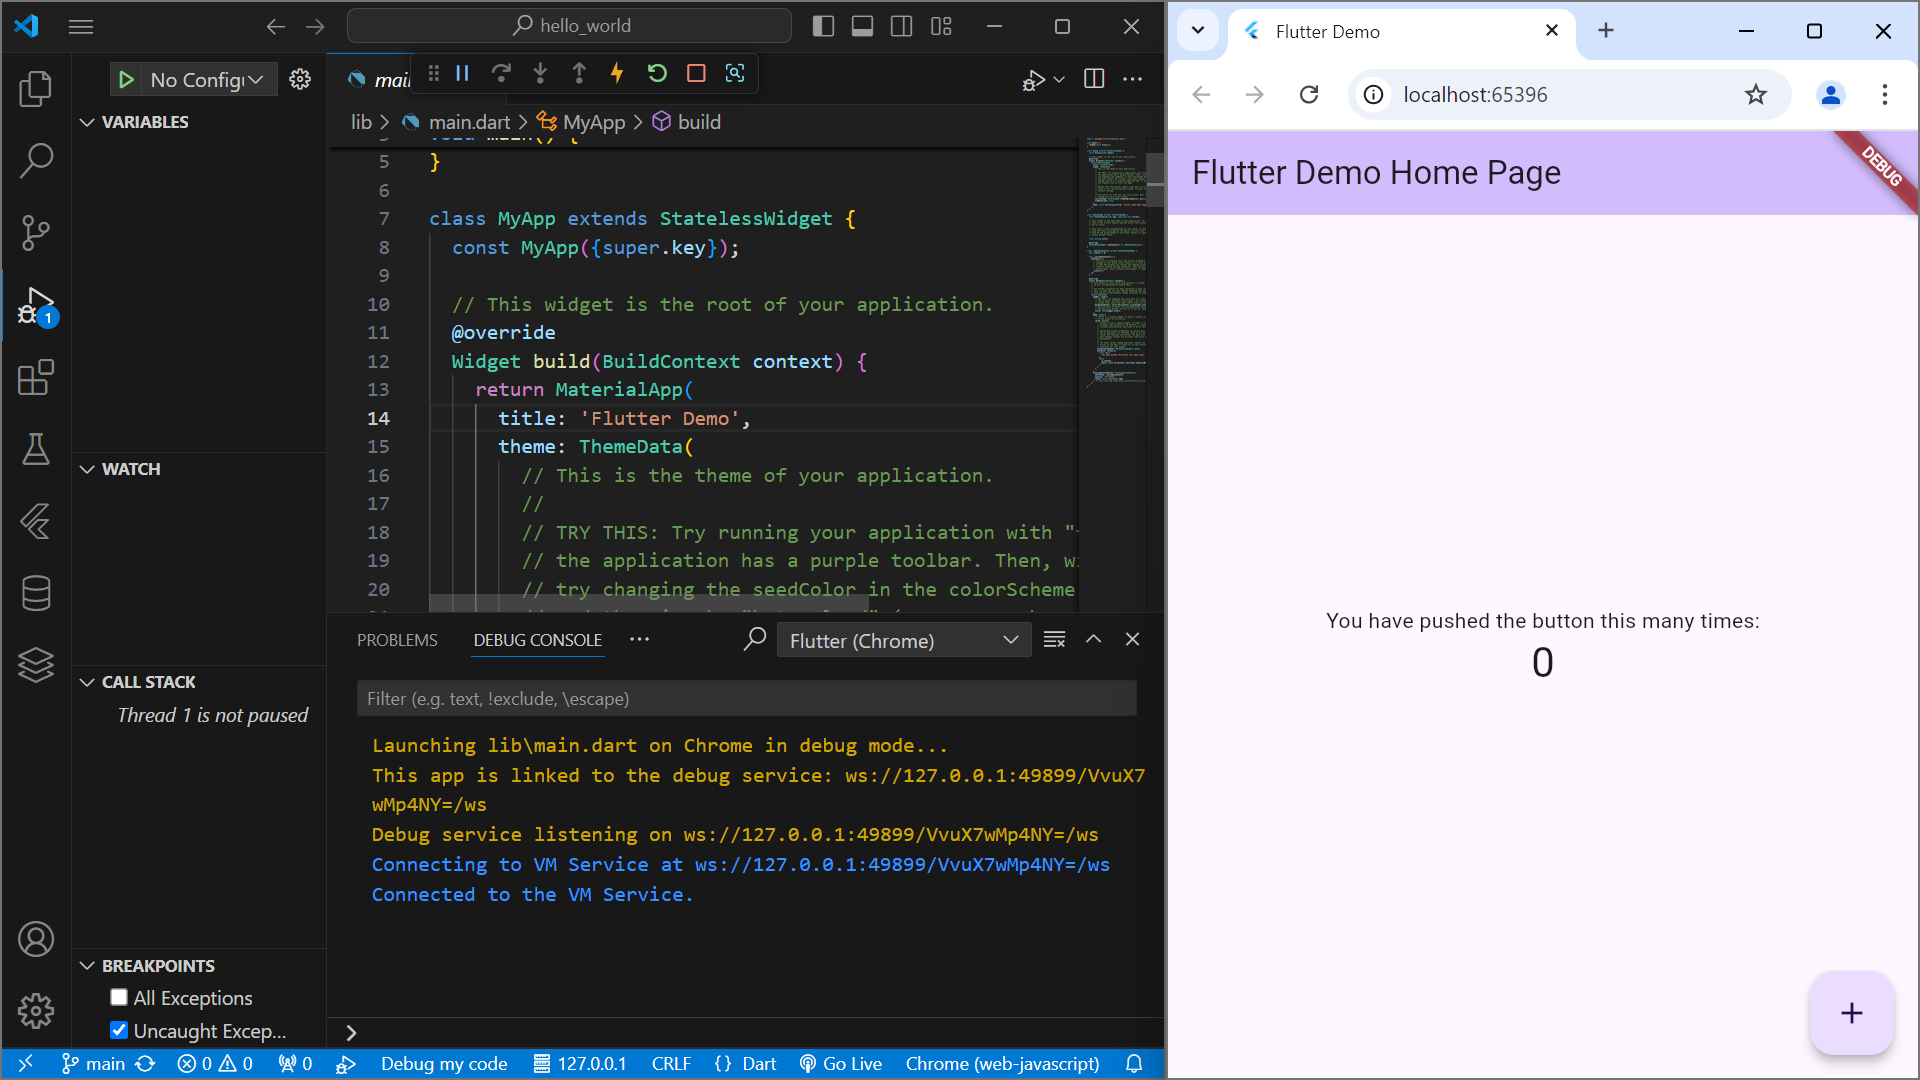 hello_world
No Config
VARIABLES
WATCH
CALL STACK
Thread 1 is not paused
BREAKPOINTS
All Exceptions
Uncaught Excep...
1
main
lib > main.dart > MyApp > build
void main() {
5 }
6
7 class MyApp extends StatelessWidget {
8 const MyApp({super.key});
9
10 // This widget is the root of your application.
11 @override
12 Widget build(BuildContext context) {
13 return MaterialApp(
14 title: 'Flutter Demo',
15 theme: ThemeData(
16 // This is the theme of your application.
17 //
18 // TRY THIS: Try running your application with "
19 // the application has a purple toolbar. Then, w
20 // try changing the seedColor in the colorScheme
PROBLEMS DEBUG CONSOLE ...
Flutter (Chrome)
Filter (e.g. text, !exclude, \escape)
Launching lib\main.dart on Chrome in debug mode...
This app is linked to the debug service: ws://127.0.0.1:49899/VvuX7
wMp4NY=/ws
Debug service listening on ws://127.0.0.1:49899/VvuX7wMp4NY=/ws
Connecting to VM Service at ws://127.0.0.1:49899/VvuX7wMp4NY=/ws
Connected to the VM Service.
>
main 0 0 0 Debug my code 127.0.0.1 CRLF {} Dart Go Live Chrome (web-javascript)
Flutter Demo
localhost:65396
Flutter Demo Home Page
DEBUG
You have pushed the button this many times:
0
+